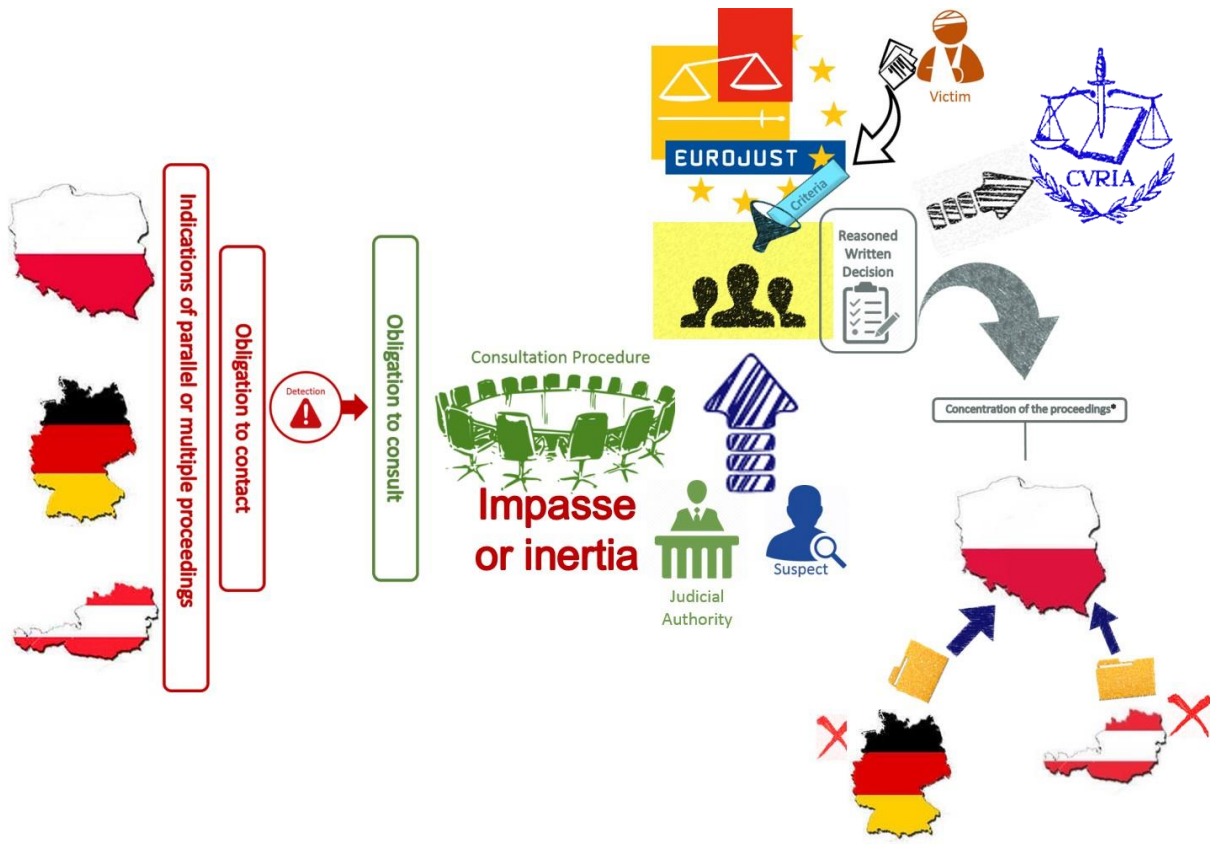 Indications of parallel or multiple proceedings
Obligation to contact
Detection
Obligation to consult
Consultation Procedure
Impasse
or inertia
Judicial
Authority
Suspect
EUROJUST
Criteria
Victim
Reasoned
Written
Decision
CVRIA
Concentration of the proceedings*